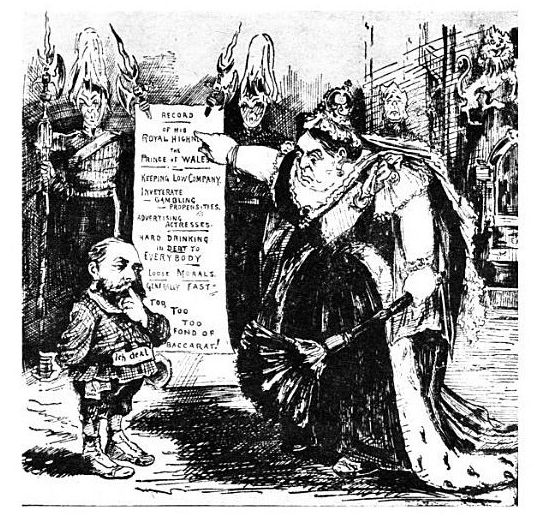 RECORD
OF HIS
ROYAL HIGHN
THE
PRINCE OF WALES
KEEPING LOW COMPANY.
INVETERATE
— GAMBLING
— PROPENSITIES.
ADVERTISING
ACTRESSES.
HARD DRINKING
IN DEBT TO
EVERYBODY
LOOSE MORALS.
GENERALLY FAST.
TOO
TOO
TOO
FOND OF
BACCARAT!
Ich deal